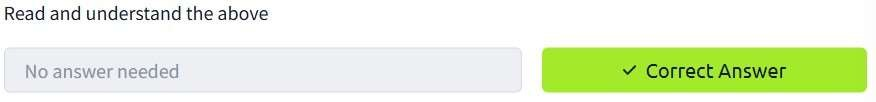 Read and understand the above
No answer needed
✓ Correct Answer